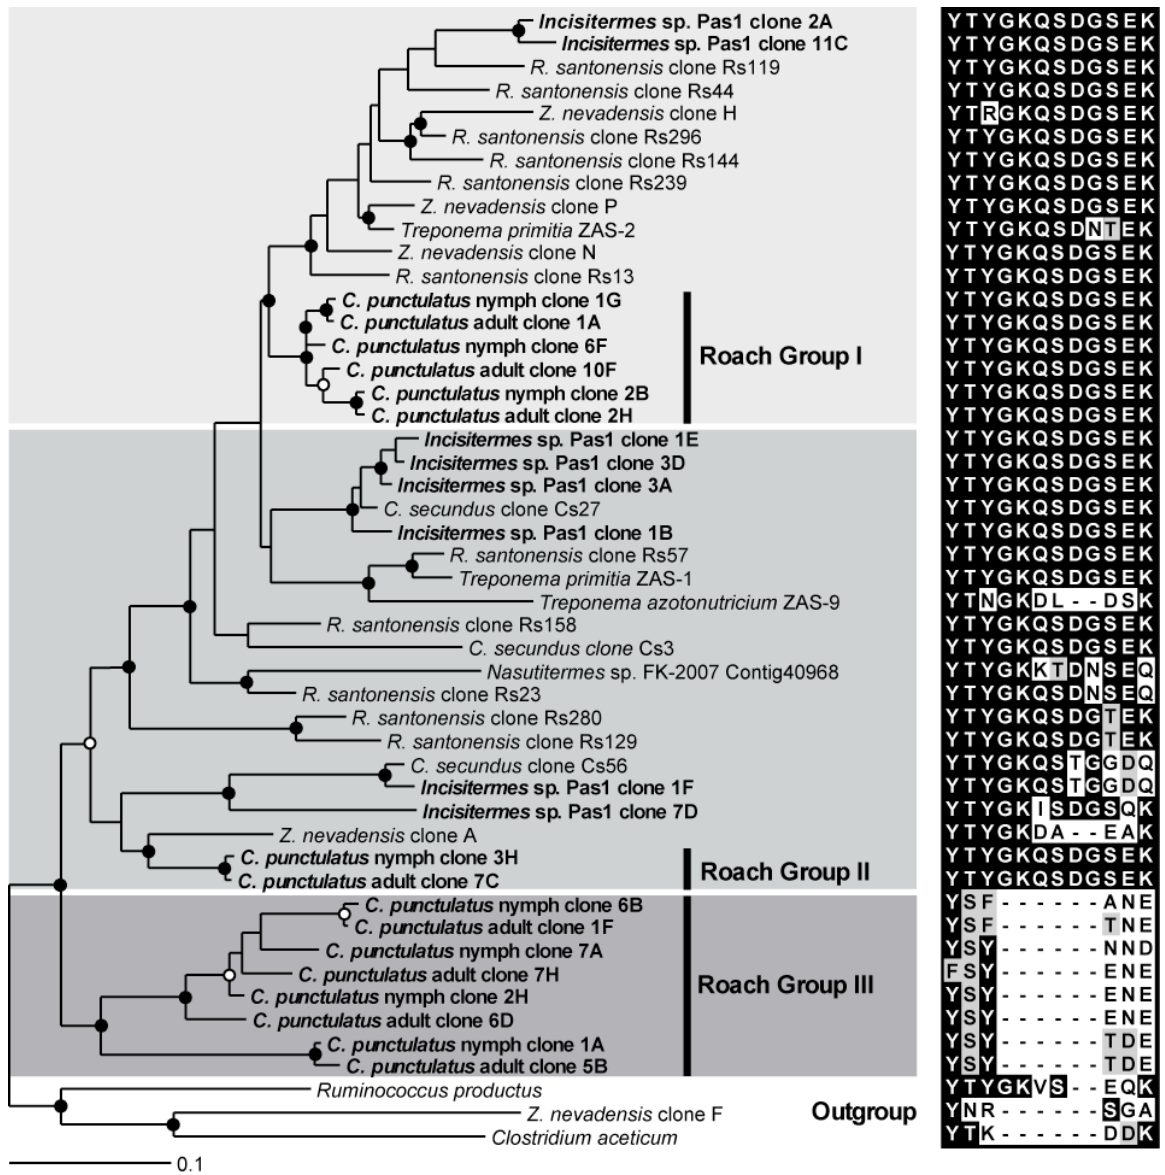 Incisitermes sp. Pas1 clone 2A YTYGKQSDGSEK
Incisitermes sp. Pas1 clone 11C YTYGKQSDGSEK
R. santonensis clone Rs119 YTYGKQSDGSEK
R. santonensis clone Rs44 YTYGKQSDGSEK
Z. nevadensis clone H YTRGKQSDGSEK
R. santonensis clone Rs296 YTYGKQSDGSEK
R. santonensis clone Rs144 YTYGKQSDGSEK
R. santonensis clone Rs239 YTYGKQSDGSEK
Z. nevadensis clone P YTYGKQSDGSEK
Treponema primitia ZAS-2 YTYGKQSDNTEK
Z. nevadensis clone N YTYGKQSDGSEK
R. santonensis clone Rs13 YTYGKQSDGSEK
C. punctulatus nymph clone 1G YTYGKQSDGSEK
C. punctulatus adult clone 1A YTYGKQSDGSEK
C. punctulatus nymph clone 6F YTYGKQSDGSEK
Roach Group I
C. punctulatus adult clone 10F YTYGKQSDGSEK
C. punctulatus nymph clone 2B YTYGKQSDGSEK
C. punctulatus adult clone 2H YTYGKQSDGSEK
Incisitermes sp. Pas1 clone 1E YTYGKQSDGSEK
Incisitermes sp. Pas1 clone 3D YTYGKQSDGSEK
Incisitermes sp. Pas1 clone 3A YTYGKQSDGSEK
C. secundus clone Cs27 YTYGKQSDGSEK
Incisitermes sp. Pas1 clone 1B YTYGKQSDGSEK
R. santonensis clone Rs57 YTYGKQSDGSEK
Treponema primitia ZAS-1 YTYGKQSDGSEK
Treponema azotonutricium ZAS-9 YTNGKDL--DSK
R. santonensis clone Rs158 YTYGKQSDGSEK
C. secundus clone Cs3 YTYGKQSDGSEK
Nasutitermes sp. FK-2007 Contig40968 YTYGKKTDNSEQ
R. santonensis clone Rs23 YTYGKQSDNSEQ
R. santonensis clone Rs280 YTYGKQSDGTEK
R. santonensis clone Rs129 YTYGKQSDGTEK
C. secundus clone Cs56 YTYGKQSTGGDQ
Incisitermes sp. Pas1 clone 1F YTYGKQSTGGDQ
Incisitermes sp. Pas1 clone 7D YTYGKISDGSQK
Z. nevadensis clone A YTYGKDA--EAK
C. punctulatus nymph clone 3H YTYGKQSDGSEK
Roach Group II
C. punctulatus adult clone 7C YTYGKQSDGSEK
C. punctulatus nymph clone 6B YSF------ANE
C. punctulatus adult clone 1F YSF------TNE
C. punctulatus nymph clone 7A YSY------NND
C. punctulatus adult clone 7H FSY------ENE
Roach Group III
C. punctulatus nymph clone 2H YSY------ENE
C. punctulatus adult clone 6D YSY------ENE
C. punctulatus nymph clone 1A YSY------TDE
C. punctulatus adult clone 5B YSY------TDE
Ruminococcus productus YTYGKVS--EQK
Z. nevadensis clone F YNR------SGA
Outgroup
Clostridium aceticum YTK------DDK
0.1